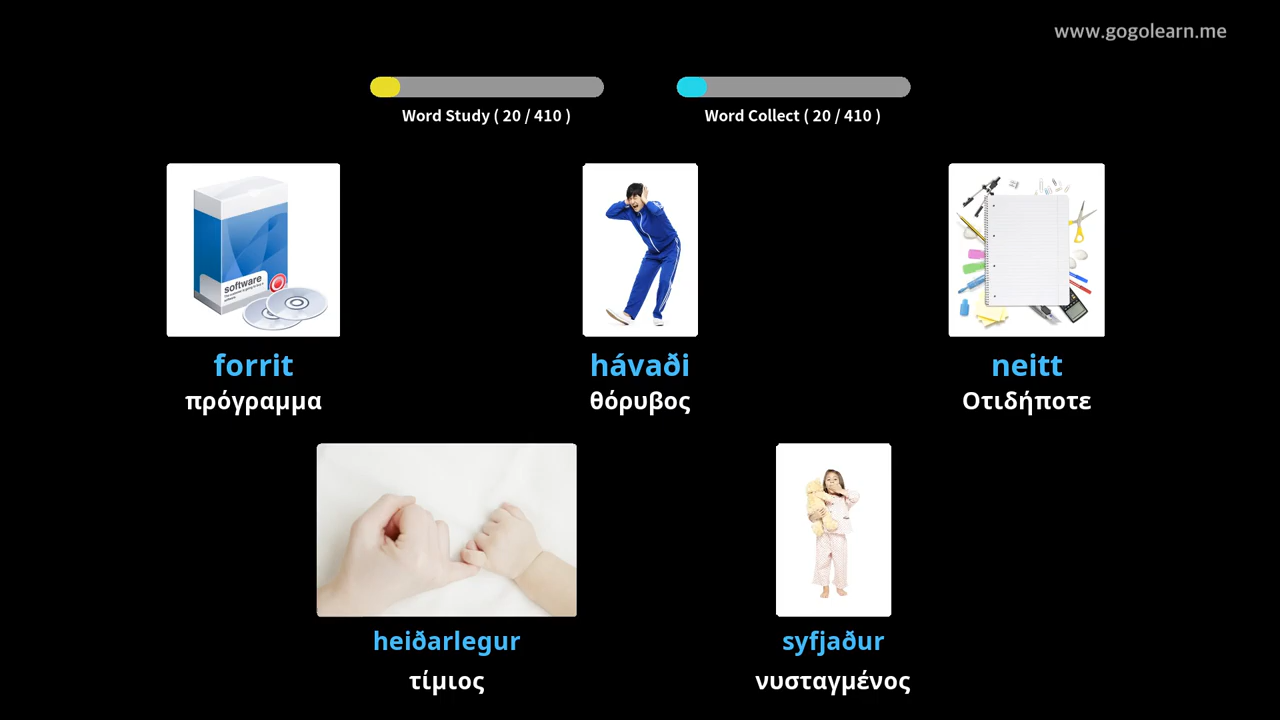 www.gogolearn.me
Word Study ( 20 / 410 )
Word Collect ( 20 / 410 )
software
forrit
πρόγραμμα
hávaði
θόρυβος
neitt
Οτιδήποτε
heiðarlegur
τίμιος
syfjaður
νυσταγμένος